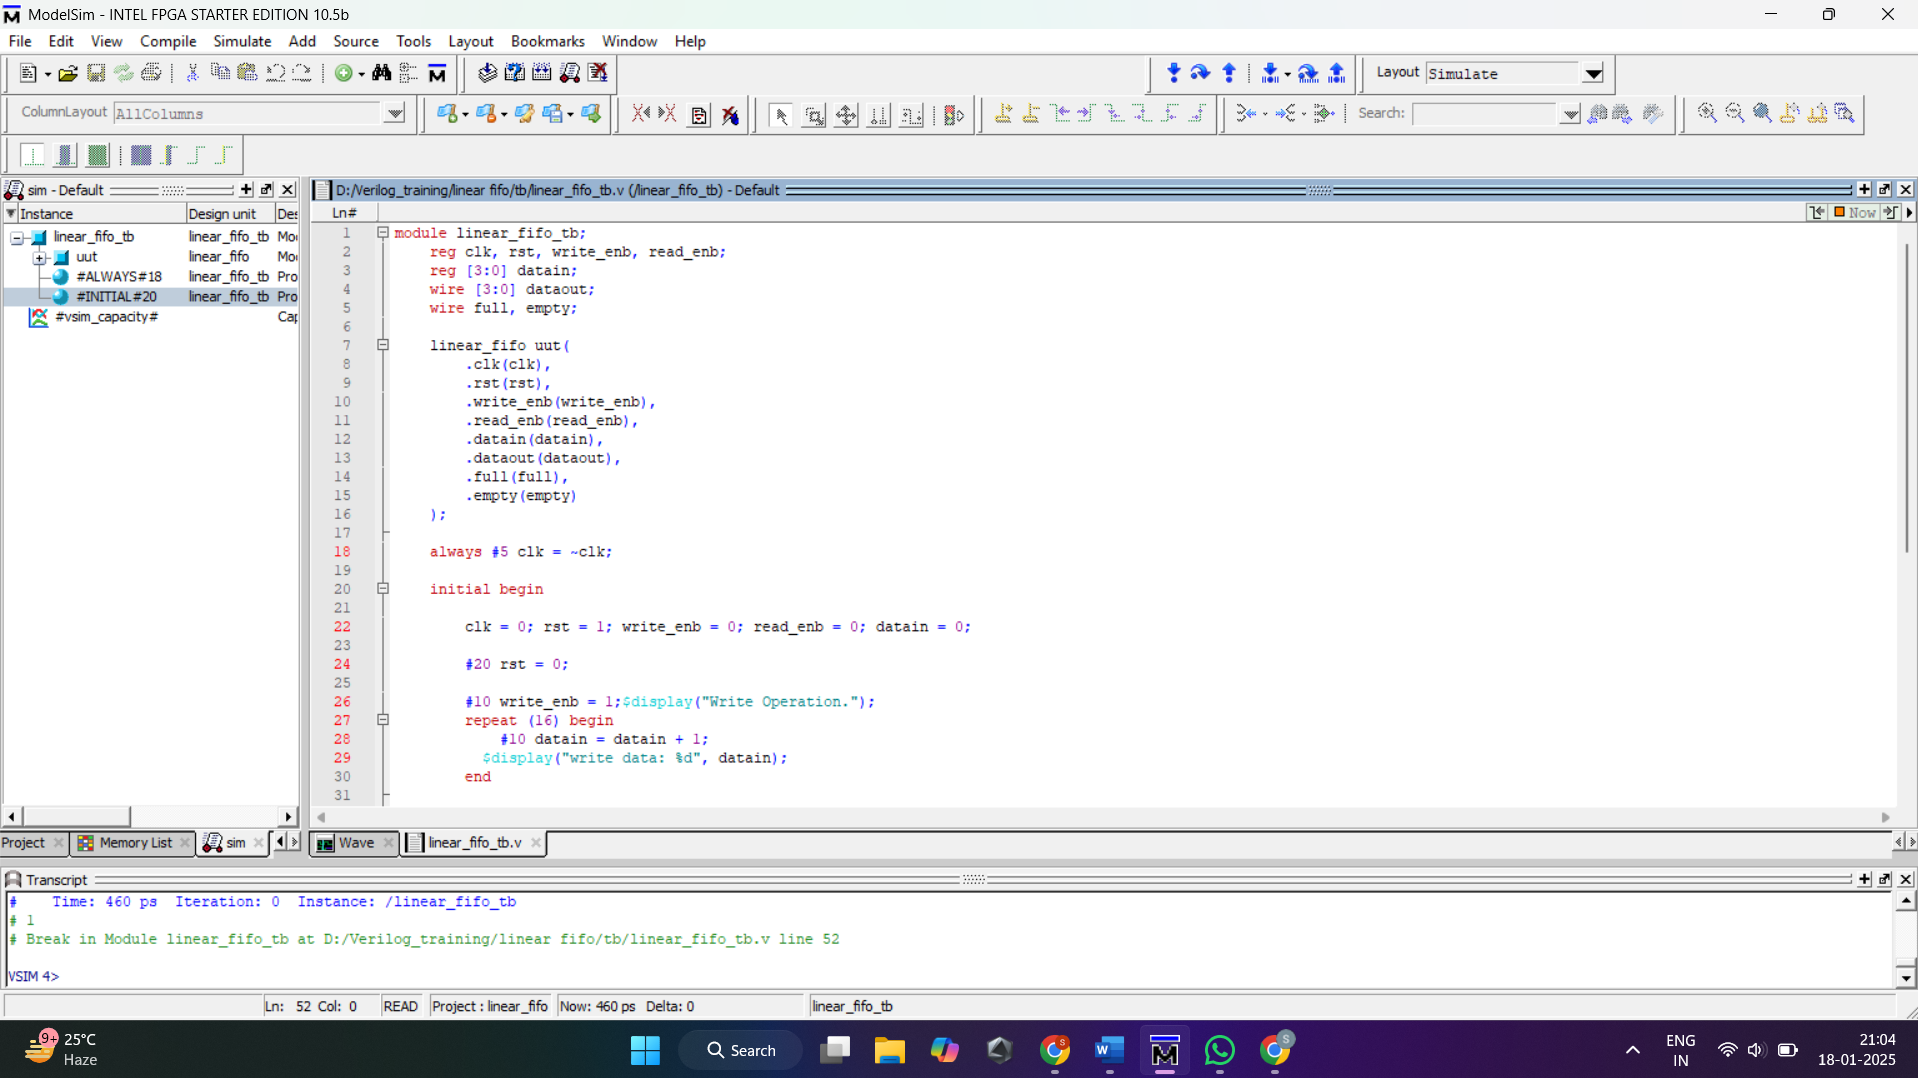 ModelSim - INTEL FPGA STARTER EDITION 10.5b
File Edit View Compile Simulate Add Source Tools Layout Bookmarks Window Help
Layout Simulate
ColumnLayout AllColumns
Search:
sim - Default
D:/Verilog_training/linear fifo/tb/linear_fifo_tb.v (/linear_fifo_tb) - Default
Instance Design unit Des
linear_fifo_tb linear_fifo_tb Mo
uut linear_fifo Mo
#ALWAYS#18 linear_fifo_tb Pro
#INITIAL#20 linear_fifo_tb Pro
#vsim_capacity# Cap
Ln# Now
1 module linear_fifo_tb;
2 reg clk, rst, write_enb, read_enb;
3 reg [3:0] datain;
4 wire [3:0] dataout;
5 wire full, empty;
6
7 linear_fifo uut(
8 .clk(clk),
9 .rst(rst),
10 .write_enb(write_enb),
11 .read_enb(read_enb),
12 .datain(datain),
13 .dataout(dataout),
14 .full(full),
15 .empty(empty)
16 );
17
18 always #5 clk = ~clk;
19
20 initial begin
21
22 clk = 0; rst = 1; write_enb = 0; read_enb = 0; datain = 0;
23
24 #20 rst = 0;
25
26 #10 write_enb = 1;$display("Write Operation.");
27 repeat (16) begin
28 #10 datain = datain + 1;
29 $display("write data: %d", datain);
30 end
31
Project Memory List sim
Wave linear_fifo_tb.v
Transcript
# Time: 460 ps Iteration: 0 Instance: /linear_fifo_tb
# 1
# Break in Module linear_fifo_tb at D:/Verilog_training/linear fifo/tb/linear_fifo_tb.v line 52
VSIM 4>
Ln: 52 Col: 0 READ Project : linear_fifo Now: 460 ps Delta: 0 linear_fifo_tb
9+ 25°C
Haze
Search
ENG
IN
21:04
18-01-2025